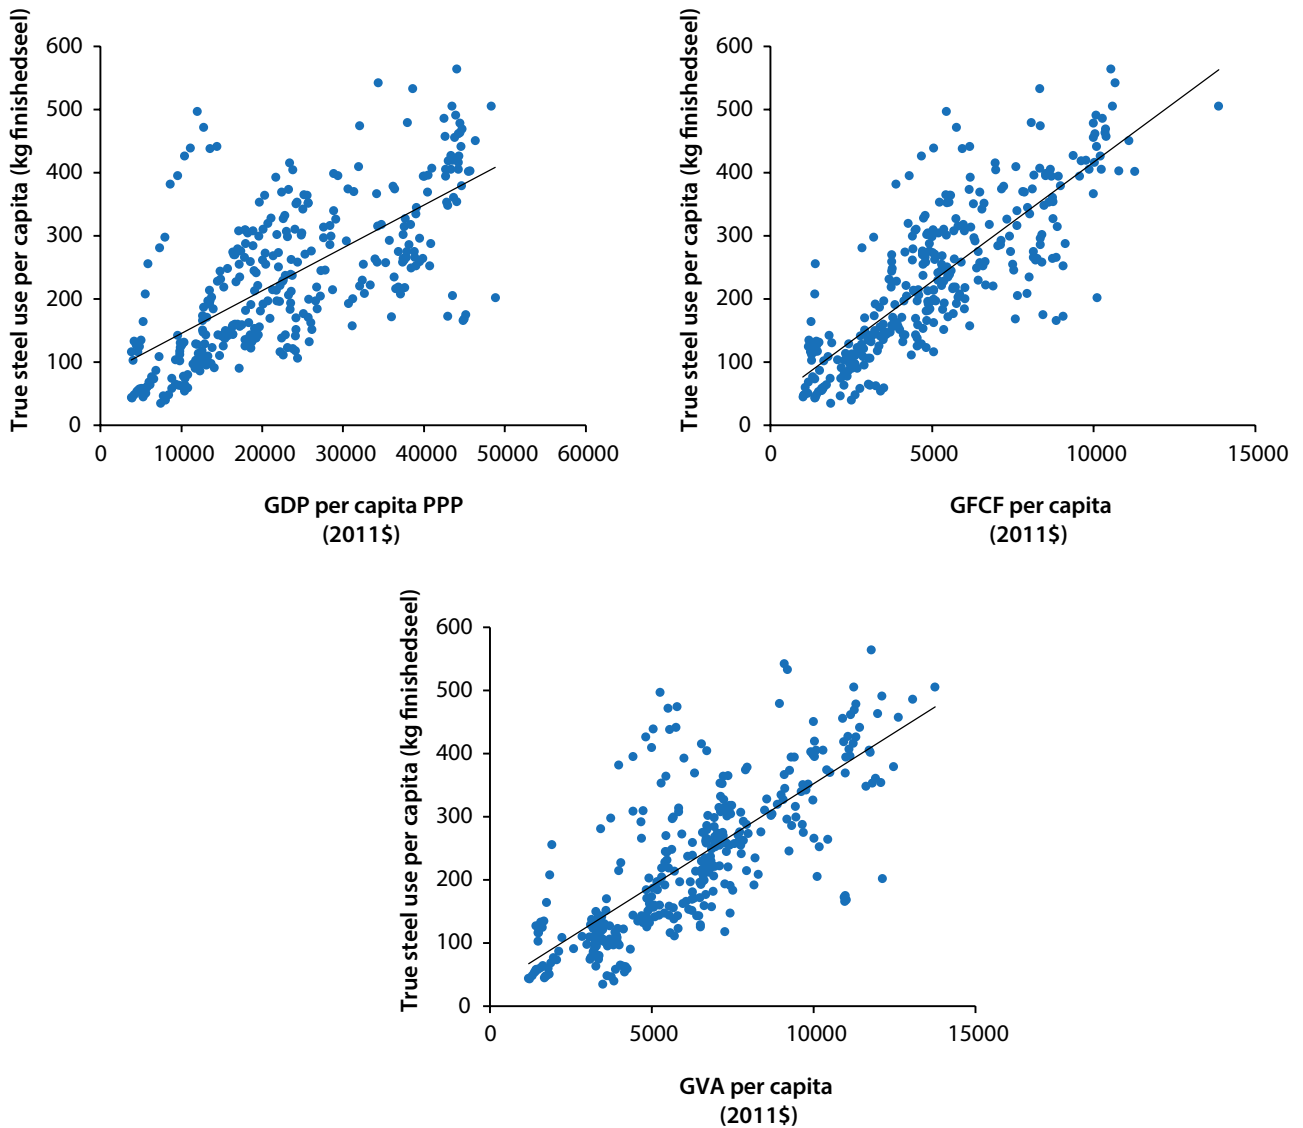 True steel use per capita (kg finishedseel)
600
500
400
300
200
100
0
0 10000 20000 30000 40000 50000 60000
GDP per capita PPP
(2011$)
True steel use per capita (kg finishedseel)
600
500
400
300
200
100
0
0 5000 10000 15000
GFCF per capita
(2011$)
True steel use per capita (kg finishedseel)
600
500
400
300
200
100
0
0 5000 10000 15000
GVA per capita
(2011$)